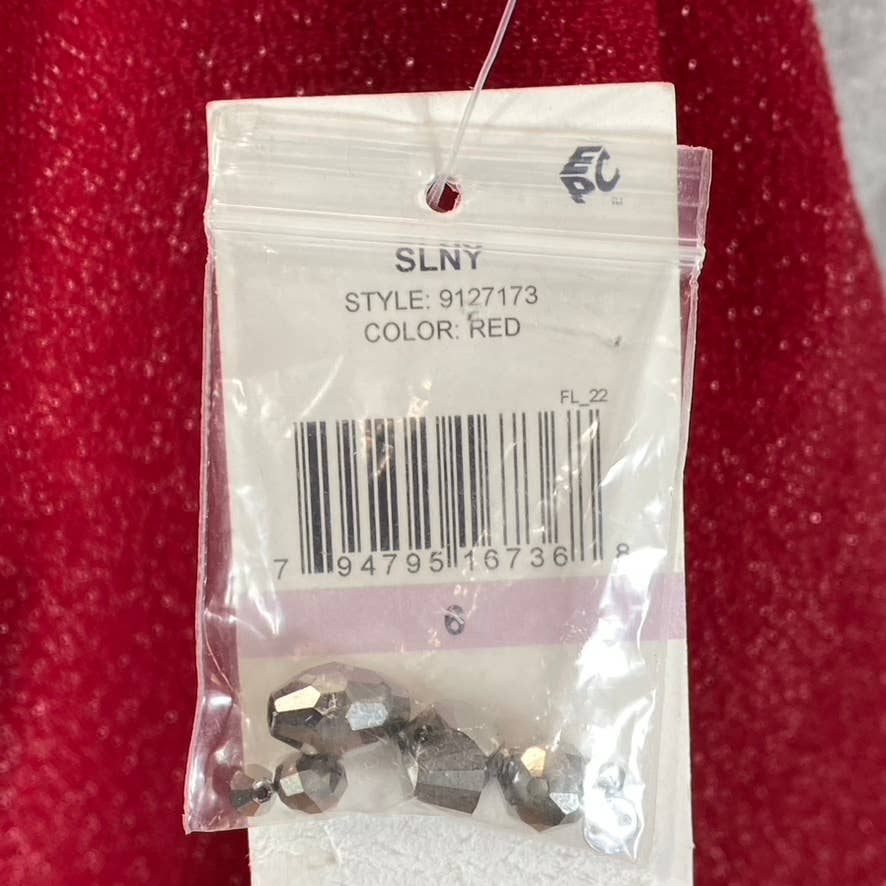 EPC
SLNY
STYLE: 9127173
COLOR: RED
FL_22
7 94795 16736 8
6